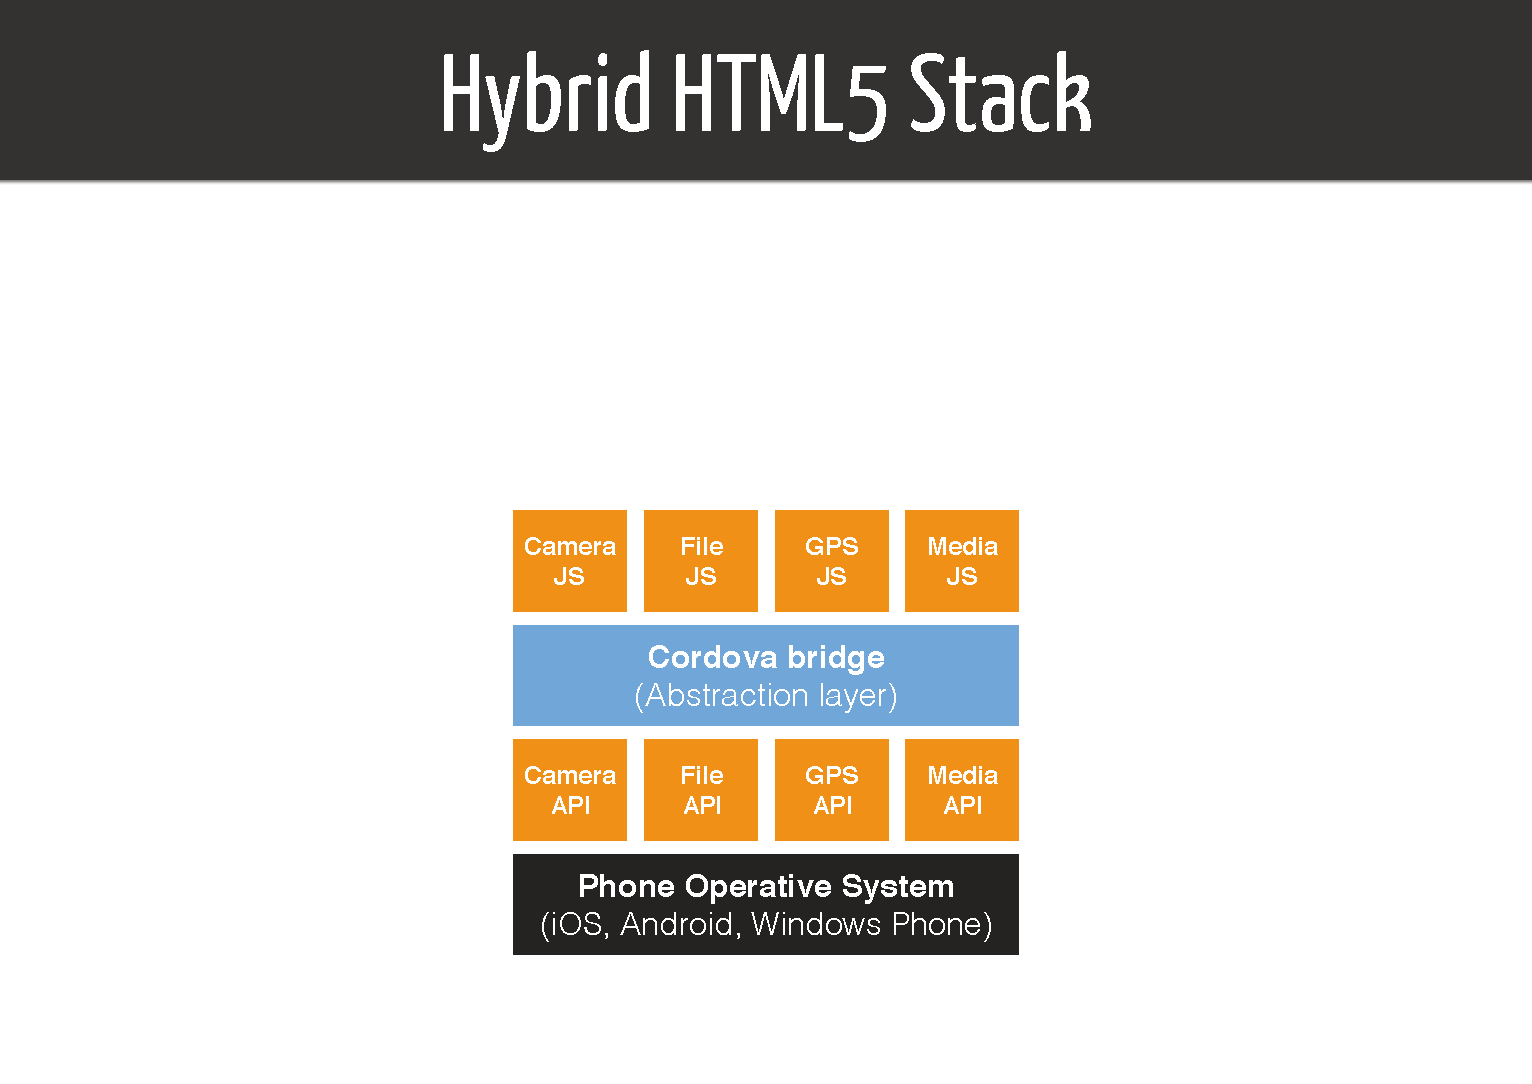 Hybrid HTML5 Stack
Camera
JS
File
JS
GPS
JS
Media
JS
Cordova bridge
(Abstraction layer)
Camera
API
File
API
GPS
API
Media
API
Phone Operative System
(iOS, Android, Windows Phone)